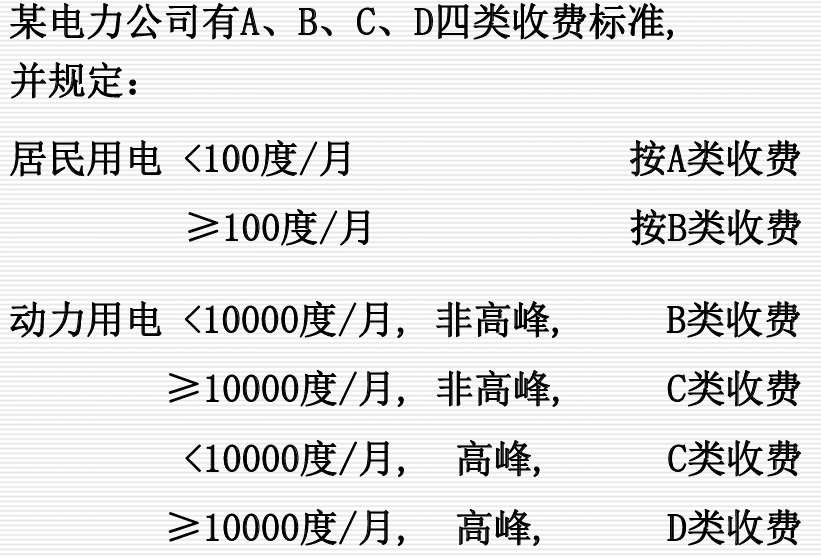 某电力公司有A、B、C、D四类收费标准,
并规定：
居民用电 <100度/月 按A类收费
≥100度/月 按B类收费
动力用电 <10000度/月, 非高峰, B类收费
≥10000度/月, 非高峰, C类收费
<10000度/月, 高峰, C类收费
≥10000度/月, 高峰, D类收费